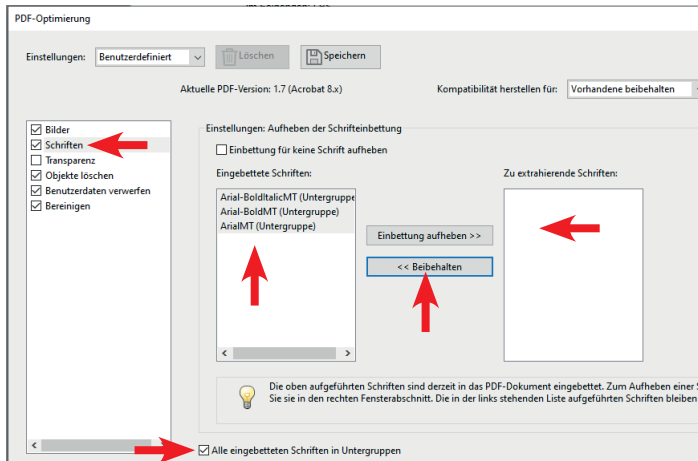 PDF-Optimierung
Einstellungen: Benutzerdefiniert Löschen Speichern
Aktuelle PDF-Version: 1.7 (Acrobat 8.x) Kompatibilität herstellen für: Vorhandene beibehalten
Bilder
Schriften
Transparenz
Objekte löschen
Benutzerdaten verwerfen
Bereinigen
Einstellungen: Aufheben der Schrifteinbettung
Einbettung für keine Schrift aufheben
Eingebettete Schriften: Zu extrahierende Schriften:
Arial-BoldItalicMT (Untergruppe
Arial-BoldMT (Untergruppe)
ArialMT (Untergruppe)
Einbettung aufheben >>
<< Beibehalten
Die oben aufgeführten Schriften sind derzeit in das PDF-Dokument eingebettet. Zum Aufheben einer
Sie sie in den rechten Fensterabschnitt. Die in der links stehenden Liste aufgeführten Schriften bleiben
Alle eingebetteten Schriften in Untergruppen